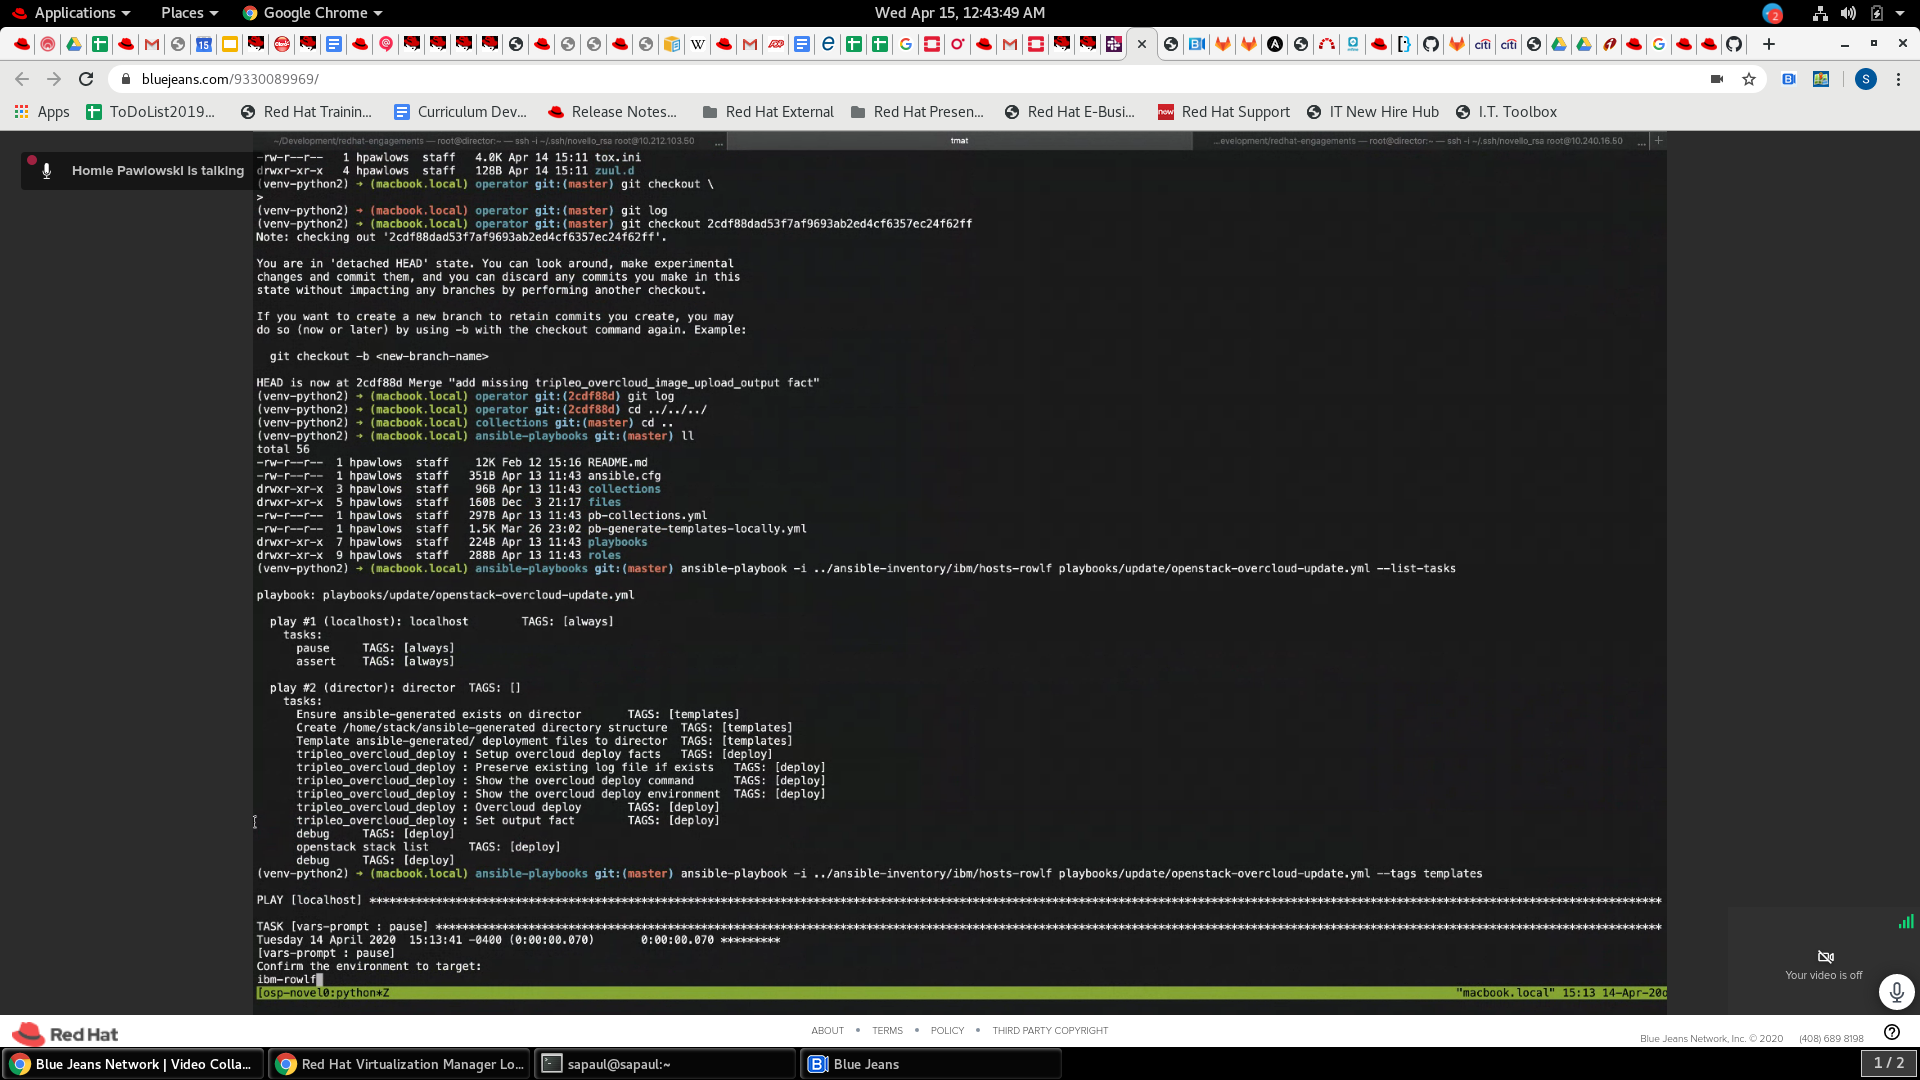 Applications
Places
Google Chrome
Wed Apr 15, 12:43:49 AM
2
bluejeans.com/9330089969/
S
Apps
ToDoList2019...
Red Hat Trainin...
Curriculum Dev...
Release Notes...
Red Hat External
Red Hat Presen...
Red Hat E-Busi...
Red Hat Support
IT New Hire Hub
I.T. Toolbox
~/Development/redhat-engagements — root@director:~ — ssh -i ~/.ssh/novello_rsa root@10.212.103.50 ...
tmat
...evelopment/redhat-engagements — root@director:~ — ssh -i ~/.ssh/novello_rsa root@10.240.16.50 ...
Homie Pawlowski is talking
-rw-r--r-- 1 hpawlows staff 4.0K Apr 14 15:11 tox.ini
drwxr-xr-x 4 hpawlows staff 128B Apr 14 15:11 zuul.d
(venv-python2) → (macbook.local) operator git:(master) git checkout \
>
(venv-python2) → (macbook.local) operator git:(master) git log
(venv-python2) → (macbook.local) operator git:(master) git checkout 2cdf88dad53f7af9693ab2ed4cf6357ec24f62ff
Note: checking out '2cdf88dad53f7af9693ab2ed4cf6357ec24f62ff'.
You are in 'detached HEAD' state. You can look around, make experimental
changes and commit them, and you can discard any commits you make in this
state without impacting any branches by performing another checkout.
If you want to create a new branch to retain commits you create, you may
do so (now or later) by using -b with the checkout command again. Example:
git checkout -b <new-branch-name>
HEAD is now at 2cdf88d Merge "add missing tripleo_overcloud_image_upload_output fact"
(venv-python2) → (macbook.local) operator git:(2cdf88d) git log
(venv-python2) → (macbook.local) operator git:(2cdf88d) cd ../../../
(venv-python2) → (macbook.local) collections git:(master) cd ..
(venv-python2) → (macbook.local) ansible-playbooks git:(master) ll
total 56
-rw-r--r-- 1 hpawlows staff 12K Feb 12 15:16 README.md
-rw-r--r-- 1 hpawlows staff 351B Apr 13 11:43 ansible.cfg
drwxr-xr-x 3 hpawlows staff 96B Apr 13 11:43 collections
drwxr-xr-x 5 hpawlows staff 160B Dec 3 21:17 files
-rw-r--r-- 1 hpawlows staff 297B Apr 13 11:43 pb-collections.yml
-rw-r--r-- 1 hpawlows staff 1.5K Mar 26 23:02 pb-generate-templates-locally.yml
drwxr-xr-x 7 hpawlows staff 224B Apr 13 11:43 playbooks
drwxr-xr-x 9 hpawlows staff 288B Apr 13 11:43 roles
(venv-python2) → (macbook.local) ansible-playbooks git:(master) ansible-playbook -i ../ansible-inventory/ibm/hosts-rowlf playbooks/update/openstack-overcloud-update.yml --list-tasks
playbook: playbooks/update/openstack-overcloud-update.yml
play #1 (localhost): localhost TAGS: [always]
tasks:
pause TAGS: [always]
assert TAGS: [always]
play #2 (director): director TAGS: []
tasks:
Ensure ansible-generated exists on director TAGS: [templates]
Create /home/stack/ansible-generated directory structure TAGS: [templates]
Template ansible-generated/ deployment files to director TAGS: [templates]
tripleo_overcloud_deploy : Setup overcloud deploy facts TAGS: [deploy]
tripleo_overcloud_deploy : Preserve existing log file if exists TAGS: [deploy]
tripleo_overcloud_deploy : Show the overcloud deploy command TAGS: [deploy]
tripleo_overcloud_deploy : Show the overcloud deploy environment TAGS: [deploy]
tripleo_overcloud_deploy : Overcloud deploy TAGS: [deploy]
tripleo_overcloud_deploy : Set output fact TAGS: [deploy]
debug TAGS: [deploy]
openstack stack list TAGS: [deploy]
debug TAGS: [deploy]
(venv-python2) → (macbook.local) ansible-playbooks git:(master) ansible-playbook -i ../ansible-inventory/ibm/hosts-rowlf playbooks/update/openstack-overcloud-update.yml --tags templates
PLAY [localhost] ****
TASK [vars-prompt : pause] ****
Tuesday 14 April 2020 15:13:41 -0400 (0:00:00.070) 0:00:00.070 *********
[vars-prompt : pause]
Confirm the environment to target:
ibm-rowlf
[osp-novel0:python*Z
"macbook.local" 15:13 14-Apr-20
Your video is off
Red Hat
ABOUT • TERMS • POLICY • THIRD PARTY COPYRIGHT
Blue Jeans Network, Inc. © 2020 (408) 689 8198
Blue Jeans Network | Video Colla...
Red Hat Virtualization Manager Lo...
sapaul@sapaul:~
Blue Jeans
1 / 2